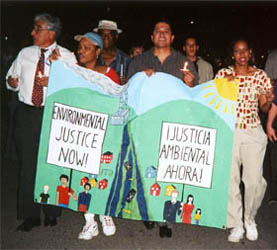 ENVIRONMENTAL
JUSTICE
NOW!
¡JUSTICIA
AMBIENTAL
AHORA!